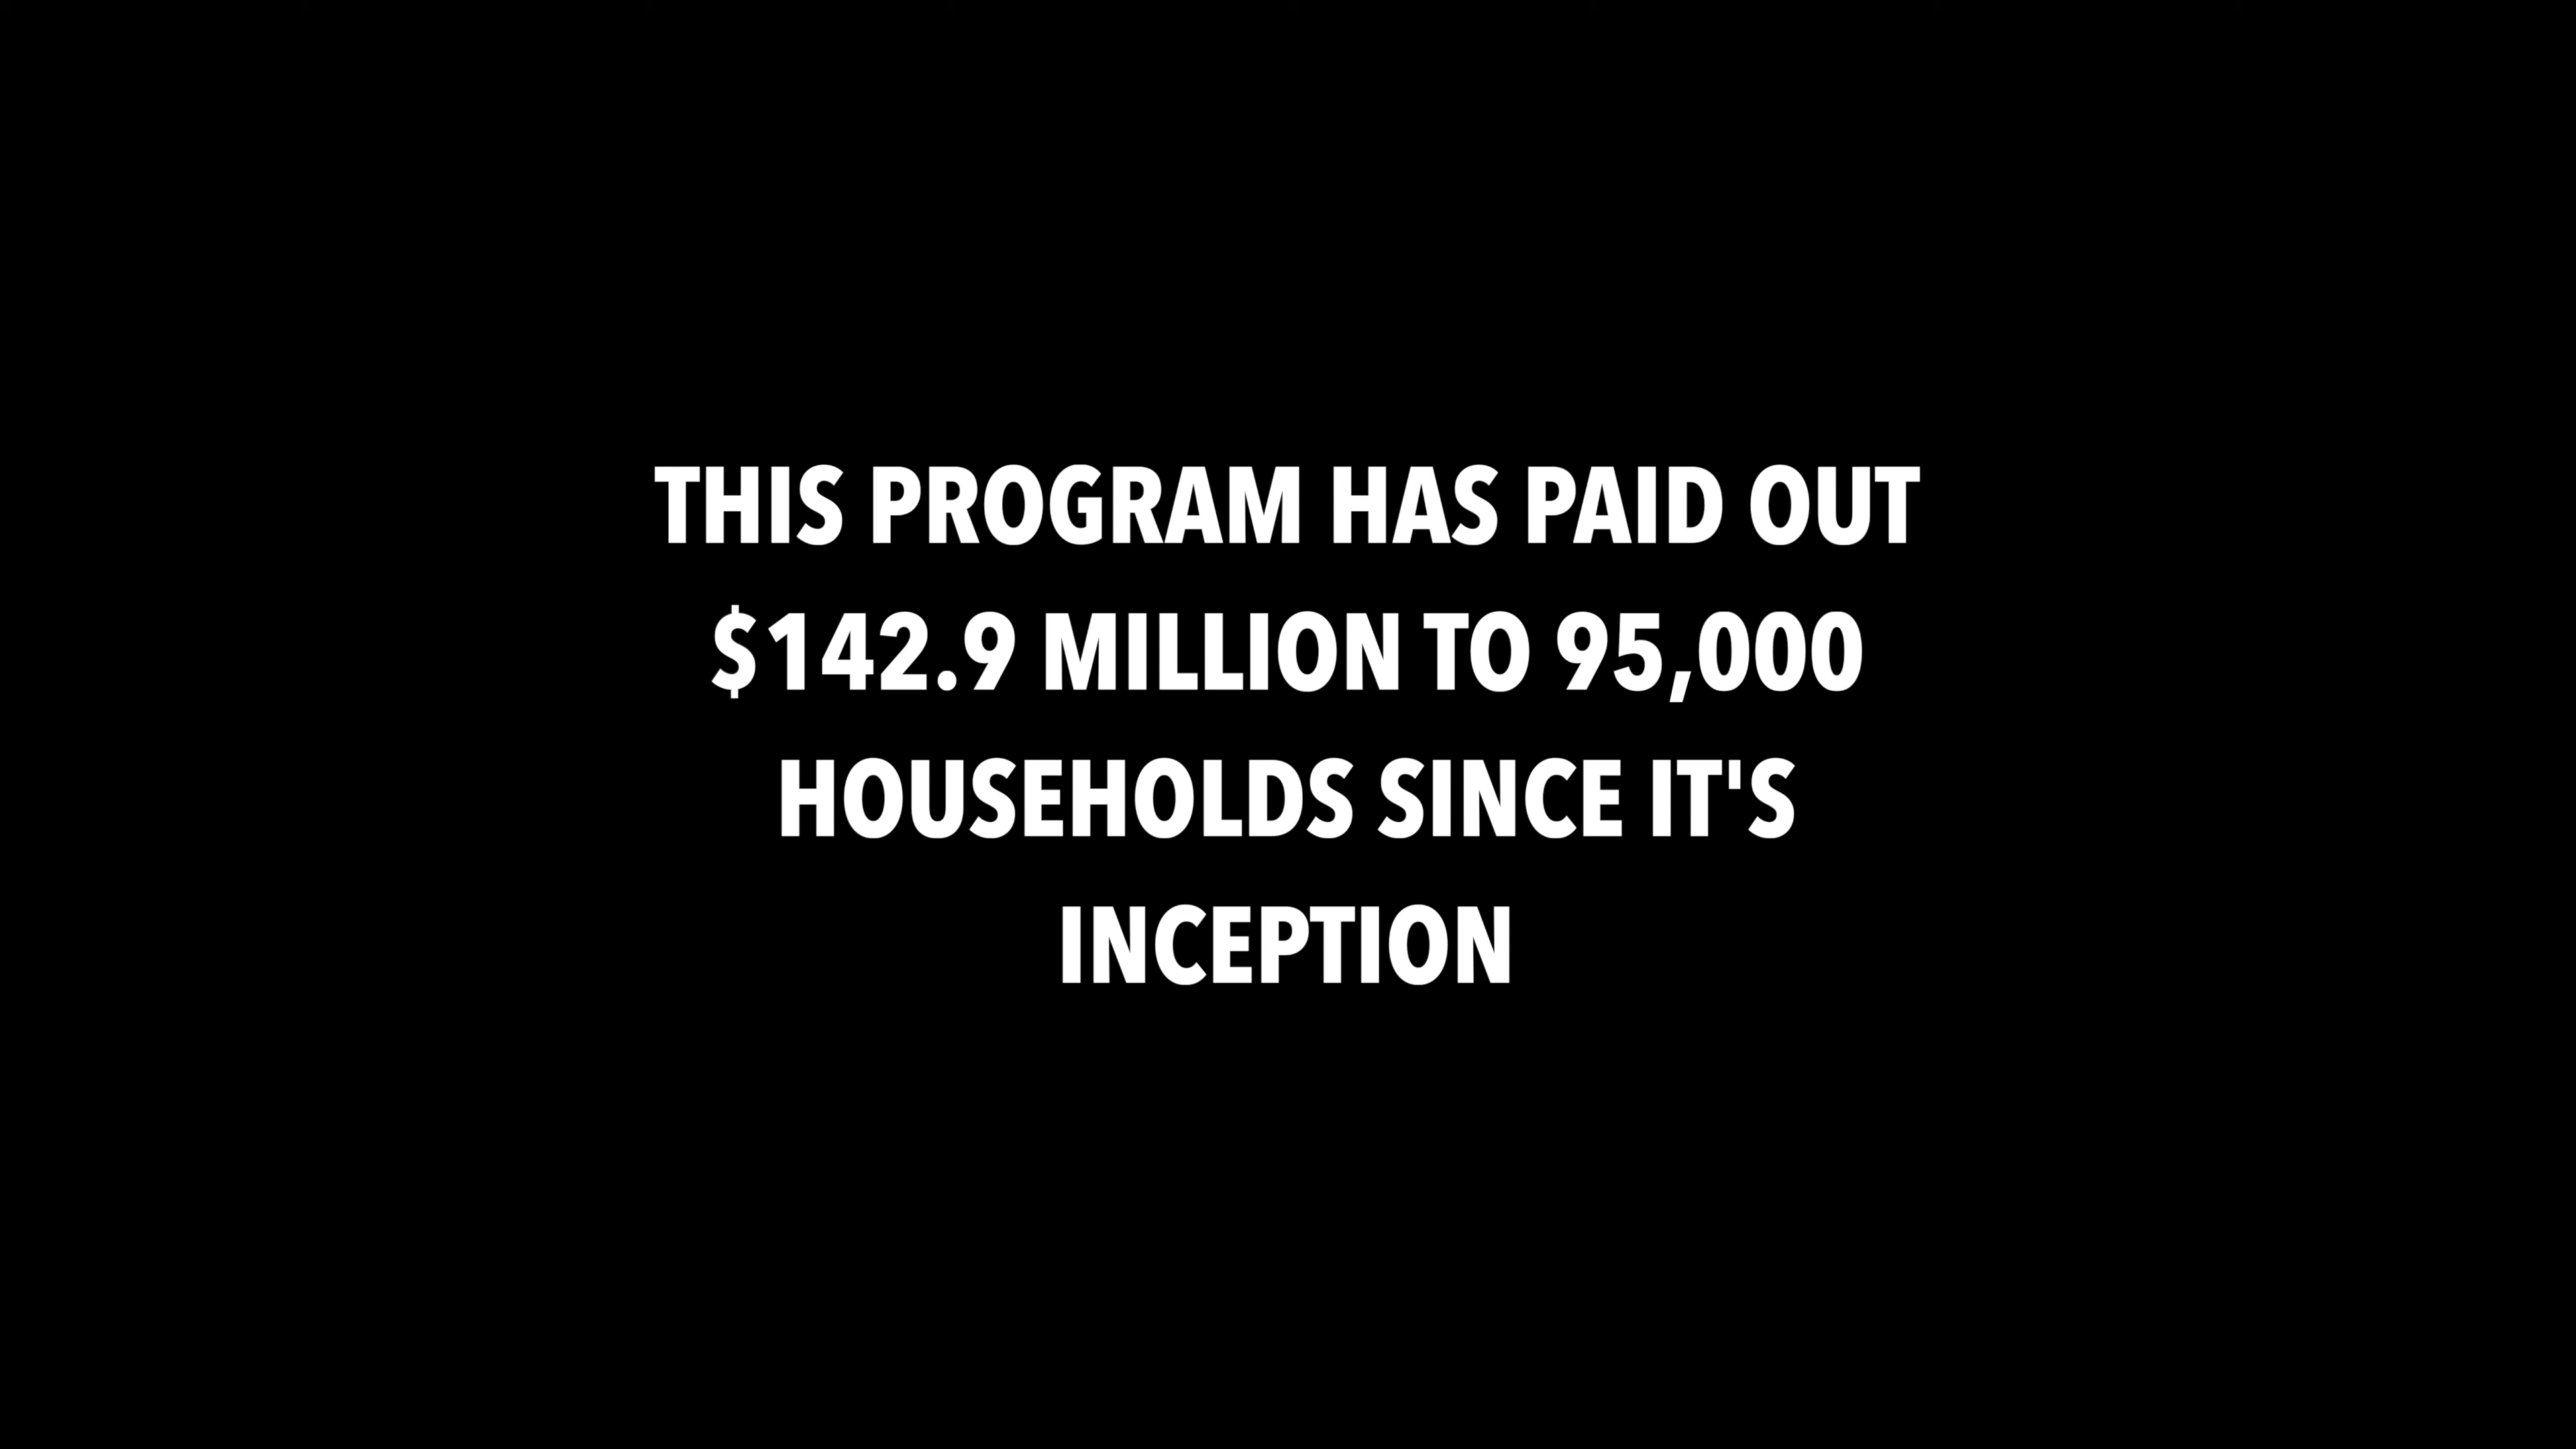 THIS PROGRAM HAS PAID OUT
$142.9 MILLION TO 95,000
HOUSEHOLDS SINCE IT'S
INCEPTION